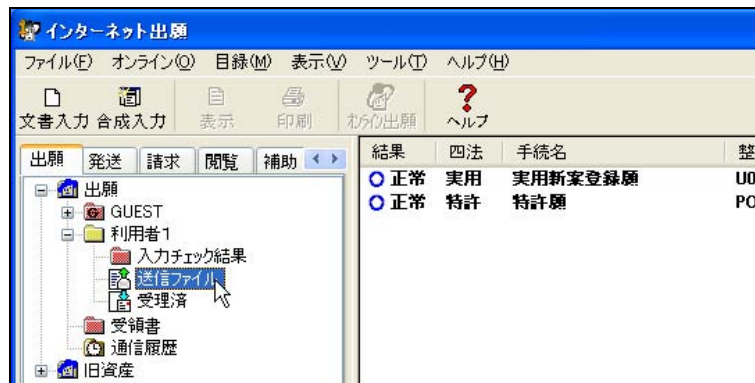 インターネット出願
ファイル(F) オンライン(O) 目録(M) 表示(V) ツール(T) ヘルプ(H)
文書入力 合成入力 表示 印刷 オンライン出願 ヘルプ
出願 発送 請求 閲覧 補助
結果 四法 手続名 整
正常 実用 実用新案登録願 U0
正常 特許 特許願 PO
出願
GUEST
利用者1
入力チェック結果
送信ファイル
受理済
受領書
通信履歴
旧資産